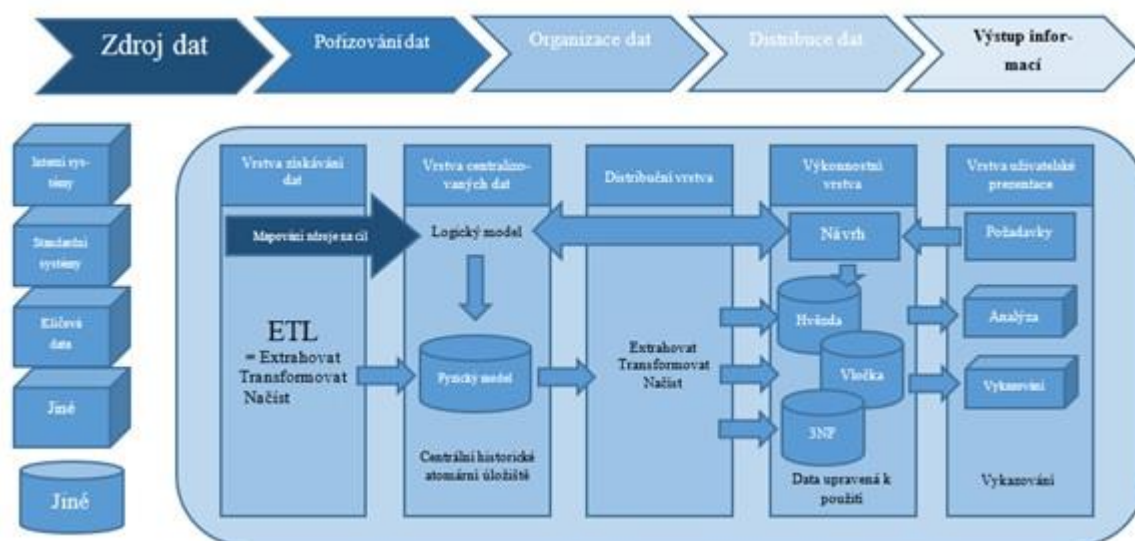 Zdroj dat
Pořizování dat
Organizace dat
Distribuce dat
Výstup infor-
mací
Interní sys-
témy
Standardní
systémy
Klíčová
data
Jiné
Jiné
Vrstva získávání
dat
Mapování zdroje na cíl
ETL
= Extrahovat
Transformovat
Načíst
Vrstva centralizo-
vaných dat
Logický model
Fyzický model
Centrální historické
atomární úložiště
Distribuční vrstva
Extrahovat
Transformovat
Načíst
Výkonnostní
vrstva
Návrh
Hvězda
Vločka
3NF
Data upravená k
použití
Vrstva uživatelské
prezentace
Požadavky
Analýza
Vykazování
Vykazování